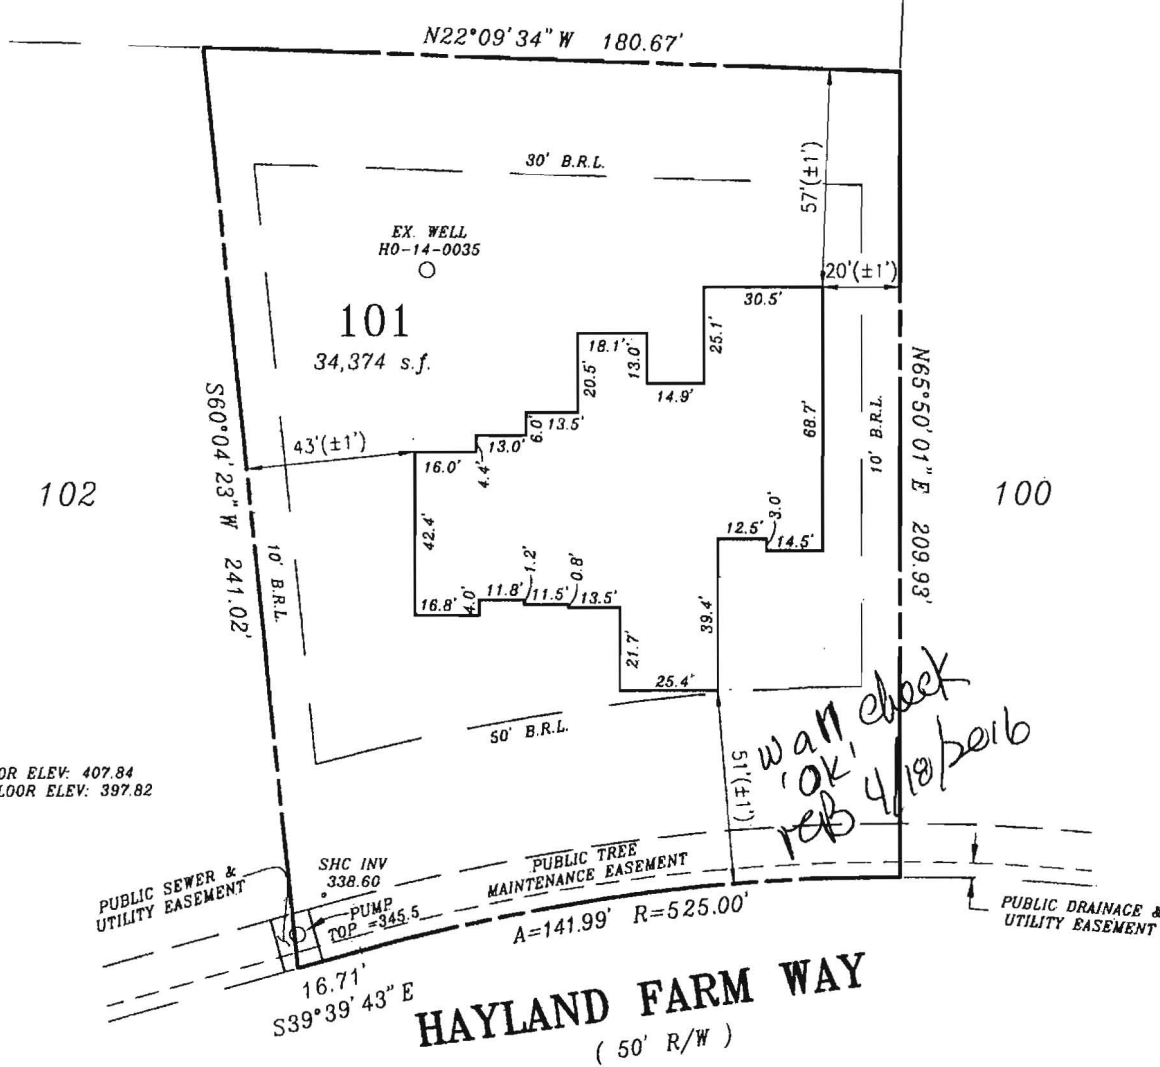 N22°09'34"W 180.67'
30' B.R.L.
57'(±1')
EX. WELL
HO-14-0035
20'(±1')
30.5'
101
34,374 s.f.
18.1'
13.0'
25.1'
20.5'
14.9'
N65°50'01"E 209.93'
S60°04'23"W 241.02'
6.0'
13.5'
68.7'
10' B.R.L.
43'(±1')
13.0'
16.0'
4.4'
102
100
42.4'
3.0'
12.5'
14.5'
10' B.R.L.
1.2'
0.8'
11.8'
11.5'
13.5'
16.8'
4.0'
39.4'
21.7'
25.4'
50' B.R.L.
wall check
'OK'
reB 4/18/2016
51'(±1')
OR ELEV: 407.84
LOOR ELEV: 397.82
PUBLIC TREE
MAINTENANCE EASEMENT
SHC INV
338.60
PUBLIC SEWER &
UTILITY EASEMENT
PUMP
TOP =345.5
PUBLIC DRAINAGE &
UTILITY EASEMENT
A=141.99' R=525.00'
16.71'
S39°39'43"E
HAYLAND FARM WAY
( 50' R/W )